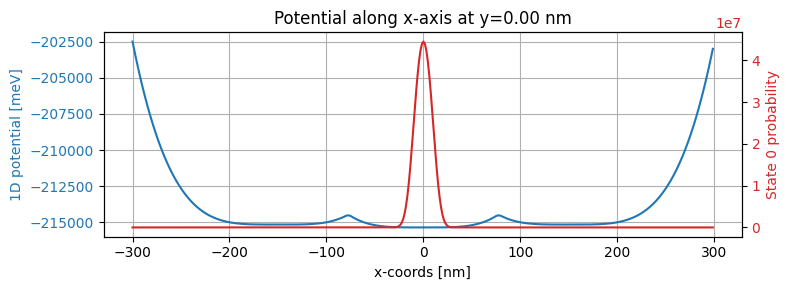 Potential along x-axis at y=0.00 nm
1e7
1D potential [meV]
−202500
−205000
−207500
−210000
−212500
−215000
4
3
2
1
0
State 0 probability
−300 −200 −100 0 100 200 300
x-coords [nm]